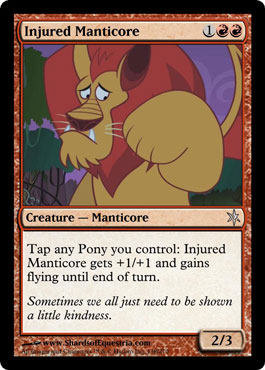 Injured Manticore 1
Creature — Manticore
Tap any Pony you control: Injured
Manticore gets +1/+1 and gains
flying until end of turn.
Sometimes we all just need to be shown
a little kindness.
www.ShardsofEquestria.com
2/3